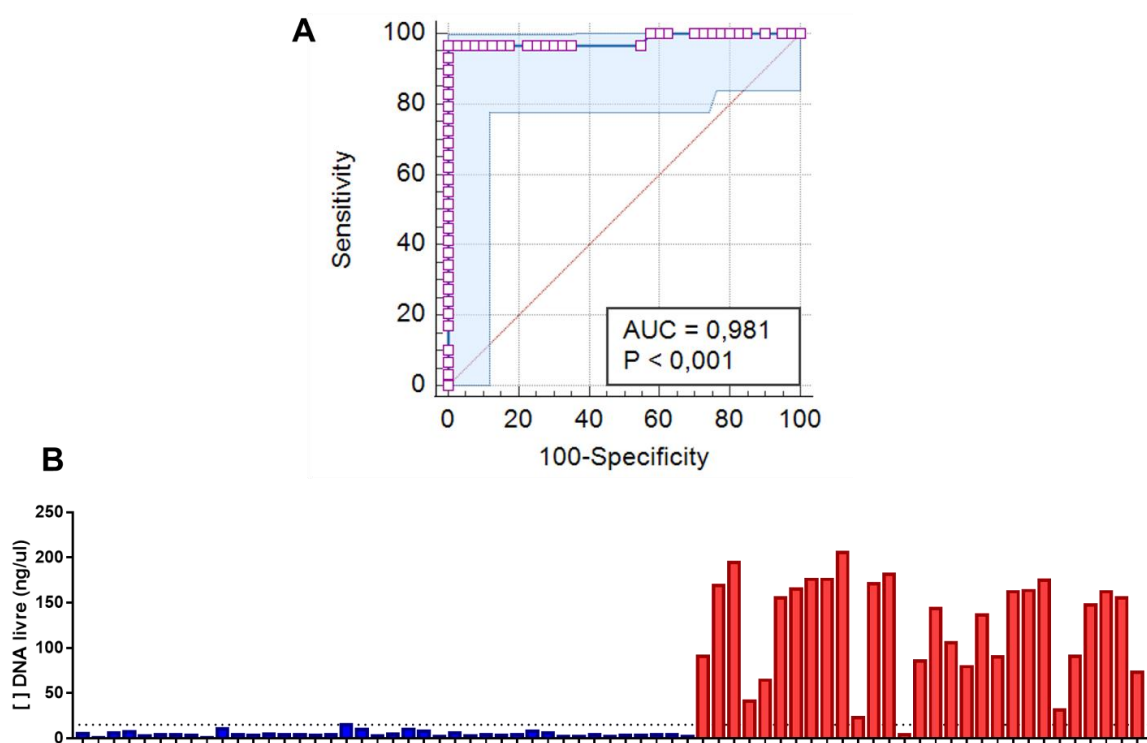 A
100
80
60
40
20
0
Sensitivity
AUC = 0,981
P < 0,001
0 20 40 60 80 100
100-Specificity
B
250
200
150
100
50
0
[ ] DNA livre (ng/ul)